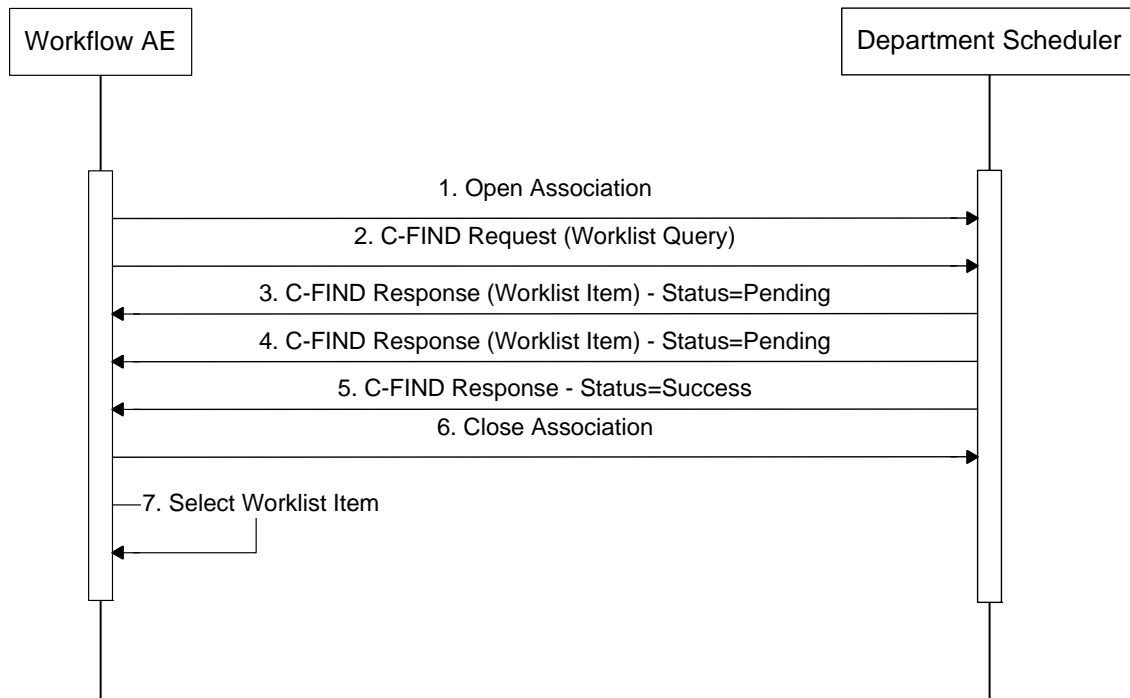 Workflow AE
Department Scheduler
1. Open Association
2. C-FIND Request (Worklist Query)
3. C-FIND Response (Worklist Item) - Status=Pending
4. C-FIND Response (Worklist Item) - Status=Pending
5. C-FIND Response - Status=Success
6. Close Association
7. Select Worklist Item